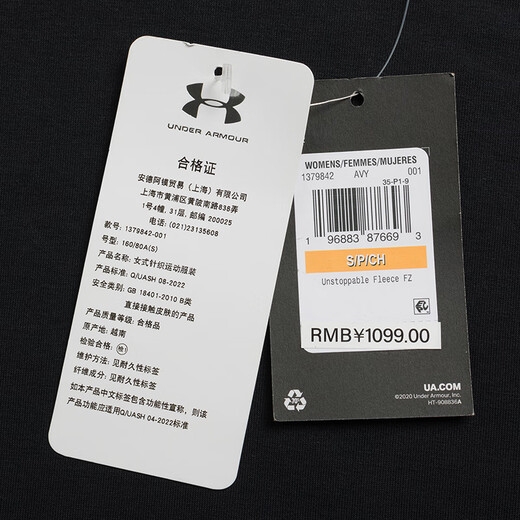 UNDER ARMOUR
合格证
安德阿镆贸易（上海）有限公司
上海市黄浦区黄陂南路838弄
1号4幢, 31层, 邮编 200025
电话: (021)23135608
款号: 1379842-001
号型: 160/80A(S)
产品名称: 女式针织运动服装
产品标准: Q/UASH 08-2022
安全类别: GB 18401-2010 B类
直接接触皮肤的产品
产品质量等级: 合格品
原产地: 越南
检验合格: 检1
维护方法: 见耐久性标签
纤维成分: 见耐久性标签
如本产品中文标签包含功能性宣称, 则该
产品功能应适用Q/UASH 04-2022标准
WOMENS/FEMMES/MUJERES
1379842 AVY 001
35-P1-9
1 96883 87669 3
S/P/CH
Unstoppable Fleece FZ
RMB¥1099.00
UA.COM
©2020 Under Armour, Inc.
HT-908836A